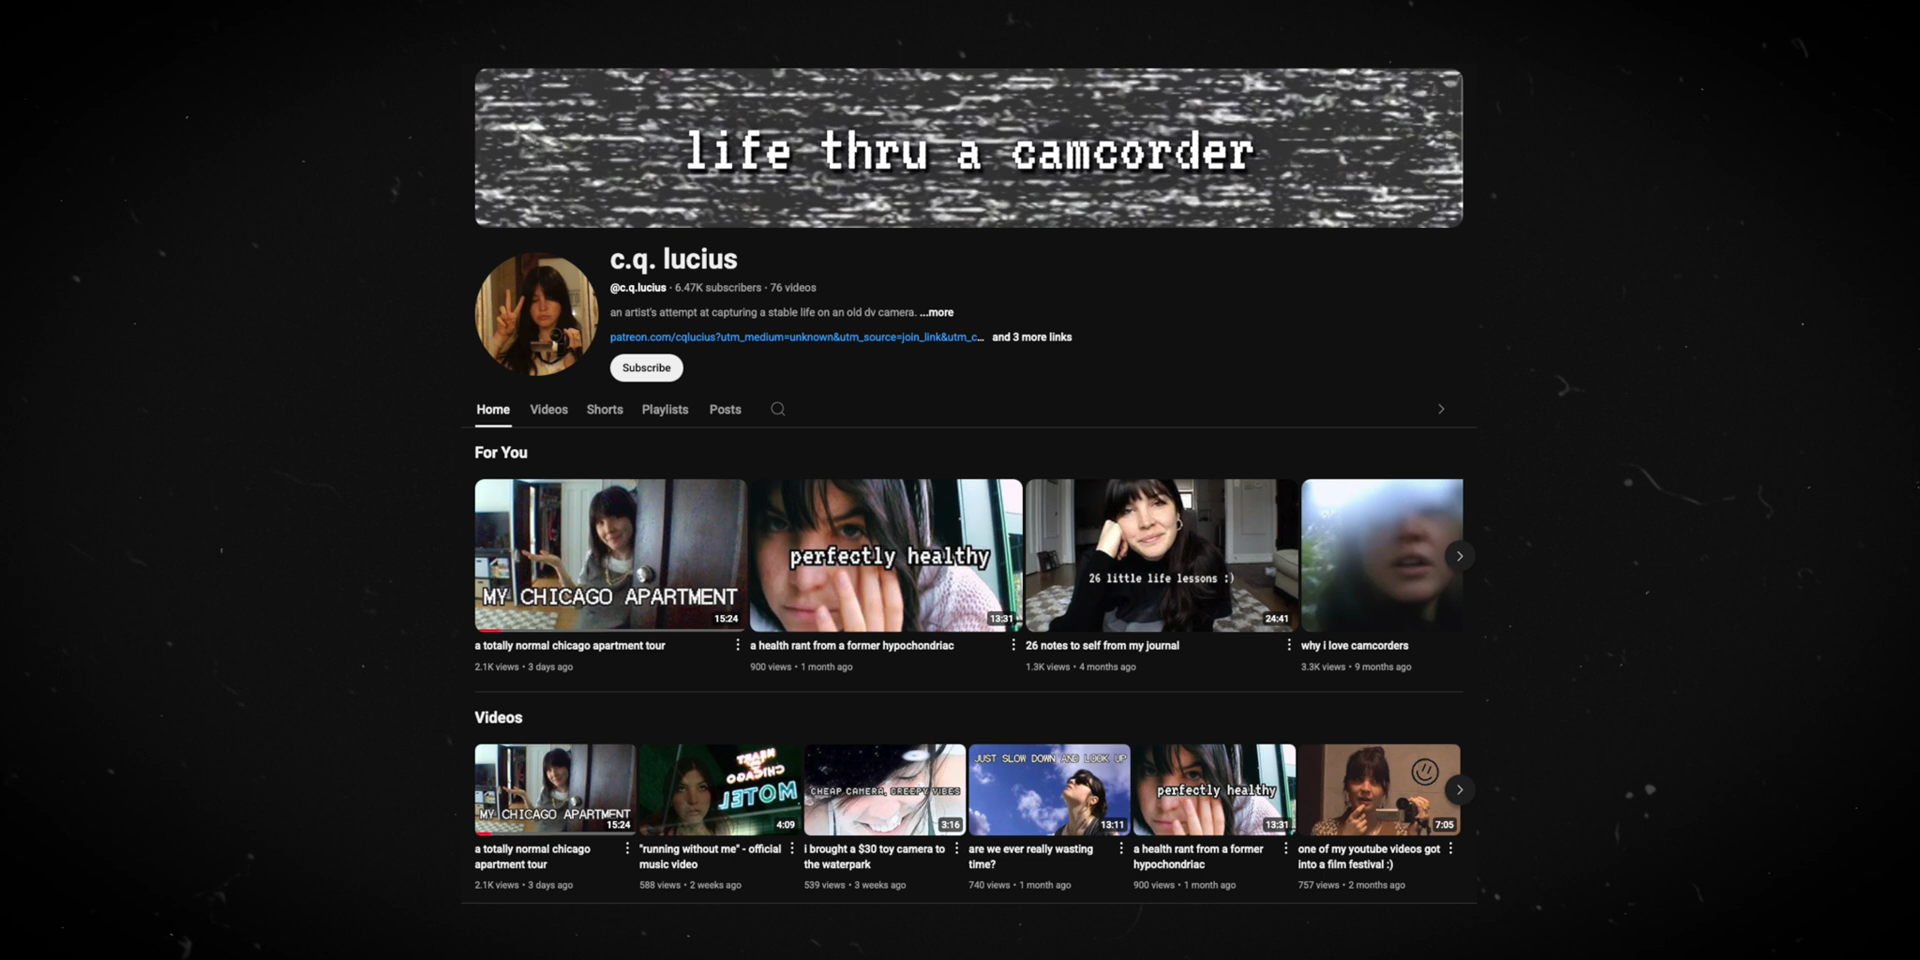 life thru a camcorder
c.q. lucius
@c.q.lucius · 6.47K subscribers · 76 videos
an artist's attempt at capturing a stable life on an old dv camera. ...more
patreon.com/cqlucius?utm_medium=unknown&utm_source=join_link&utm_c... and 3 more links
Subscribe
Home Videos Shorts Playlists Posts
For You
MY CHICAGO APARTMENT
15:24
a totally normal chicago apartment tour
2.1K views • 3 days ago
perfectly healthy
13:31
a health rant from a former hypochondriac
900 views • 1 month ago
26 little life lessons :)
24:41
26 notes to self from my journal
1.3K views • 4 months ago
why i love camcorders
3.3K views • 9 months ago
Videos
MY CHICAGO APARTMENT
15:24
a totally normal chicago
apartment tour
2.1K views • 3 days ago
CHICAGO
MOTEL
4:09
"running without me" - official
music video
588 views • 2 weeks ago
CHEAP CAMERA, CREEPY VIBES
3:16
i brought a $30 toy camera to
the waterpark
539 views • 3 weeks ago
JUST SLOW DOWN AND LOOK UP
13:11
are we ever really wasting
time?
740 views • 1 month ago
perfectly healthy
13:31
a health rant from a former
hypochondriac
900 views • 1 month ago
7:05
one of my youtube videos got
into a film festival :)
757 views • 2 months ago